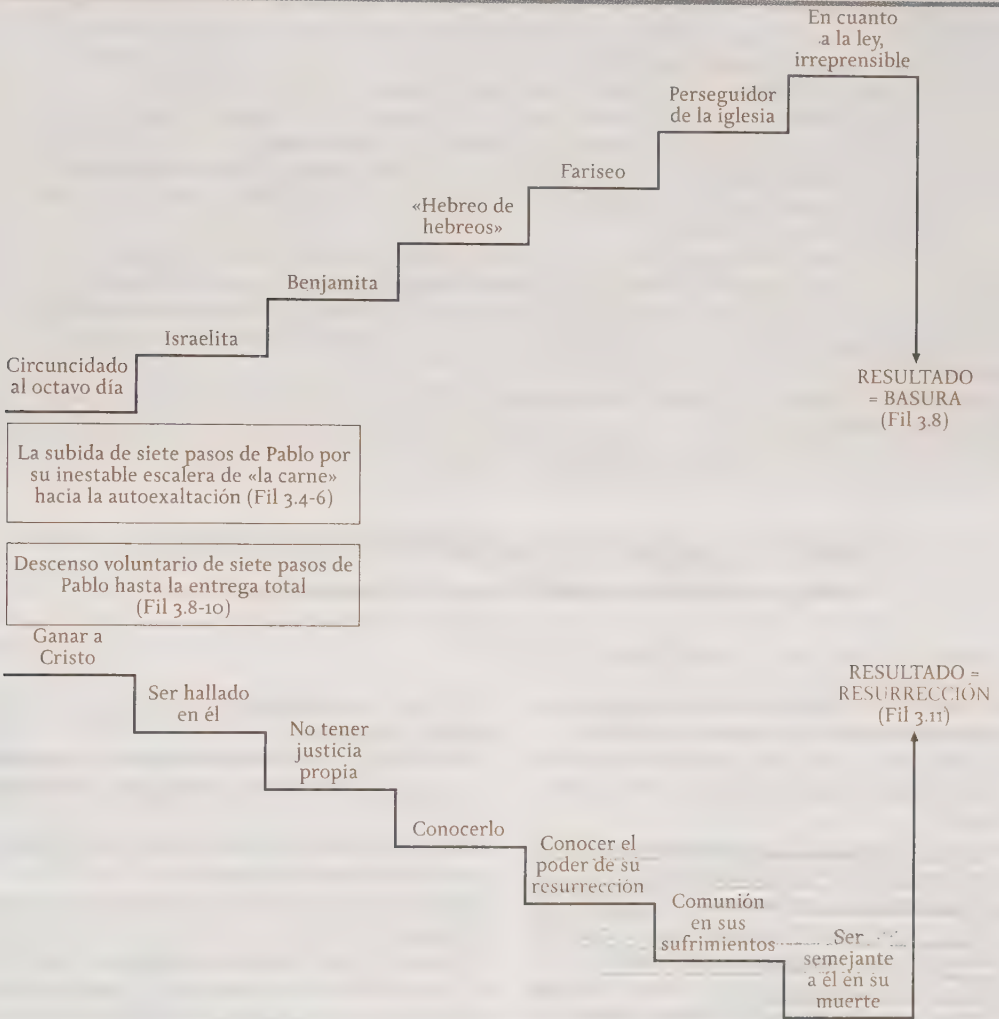 En cuanto
a la ley,
irreprensible
Perseguidor
de la iglesia
Fariseo
«Hebreo de
hebreos»
Benjamita
Israelita
Circuncidado
al octavo día
RESULTADO
= BASURA
(Fil 3.8)
La subida de siete pasos de Pablo por
su inestable escalera de «la carne»
hacia la autoexaltación (Fil 3.4-6)
Descenso voluntario de siete pasos de
Pablo hasta la entrega total
(Fil 3.8-10)
Ganar a
Cristo
Ser hallado
en él
No tener
justicia
propia
Conocerlo
Conocer el
poder de su
resurrección
Comunión
en sus
sufrimientos
Ser
semejante
a él en su
muerte
RESULTADO =
RESURRECCIÓN
(Fil 3.11)